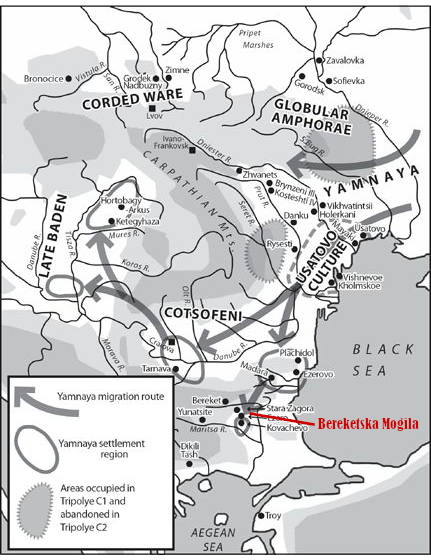 Pripet
Marshes
Zavalovka
Bronocice
Vistula R.
San R.
Grodek
Nadbuzny
Zimne
Gorodsk
Sofievka
CORDED WARE
Lvov
GLOBULAR
AMPHORAE
Dnieper R.
Ivano-
Frankovsk
Dniester R.
S. Bug R.
CARPATHIAN MTS.
Zhvanets
YAMNAYA
Brynzeni III
Kosteshti IV
Prut R.
Seret R.
Vikhvatintsii
Holerkani
Hortobagy
Arkus
Ketegyhaza
Danku
Mayaki
Usatovo
Mures R.
Rysesti
USATOVO
CULTURE
LATE BADEN
Danube R.
Tisza R.
Koros R.
Vishnevoe
Kholmskoe
Olt R.
COTSOFENI
Craiova
Danube R.
BLACK
SEA
Morava R.
Tarnava
Plachidol
Madara
Ezerovo
Yamnaya migration route
Bereket
Stara Zagora
Yunatsite
Ezero
Bereketska Mogila
Maritsa R.
Kovachevo
Yamnaya settlement
region
Dikili
Tash
Areas occupied in
Tripolye C1 and
abandoned in
Tripolye C2
Troy
AEGEAN
SEA